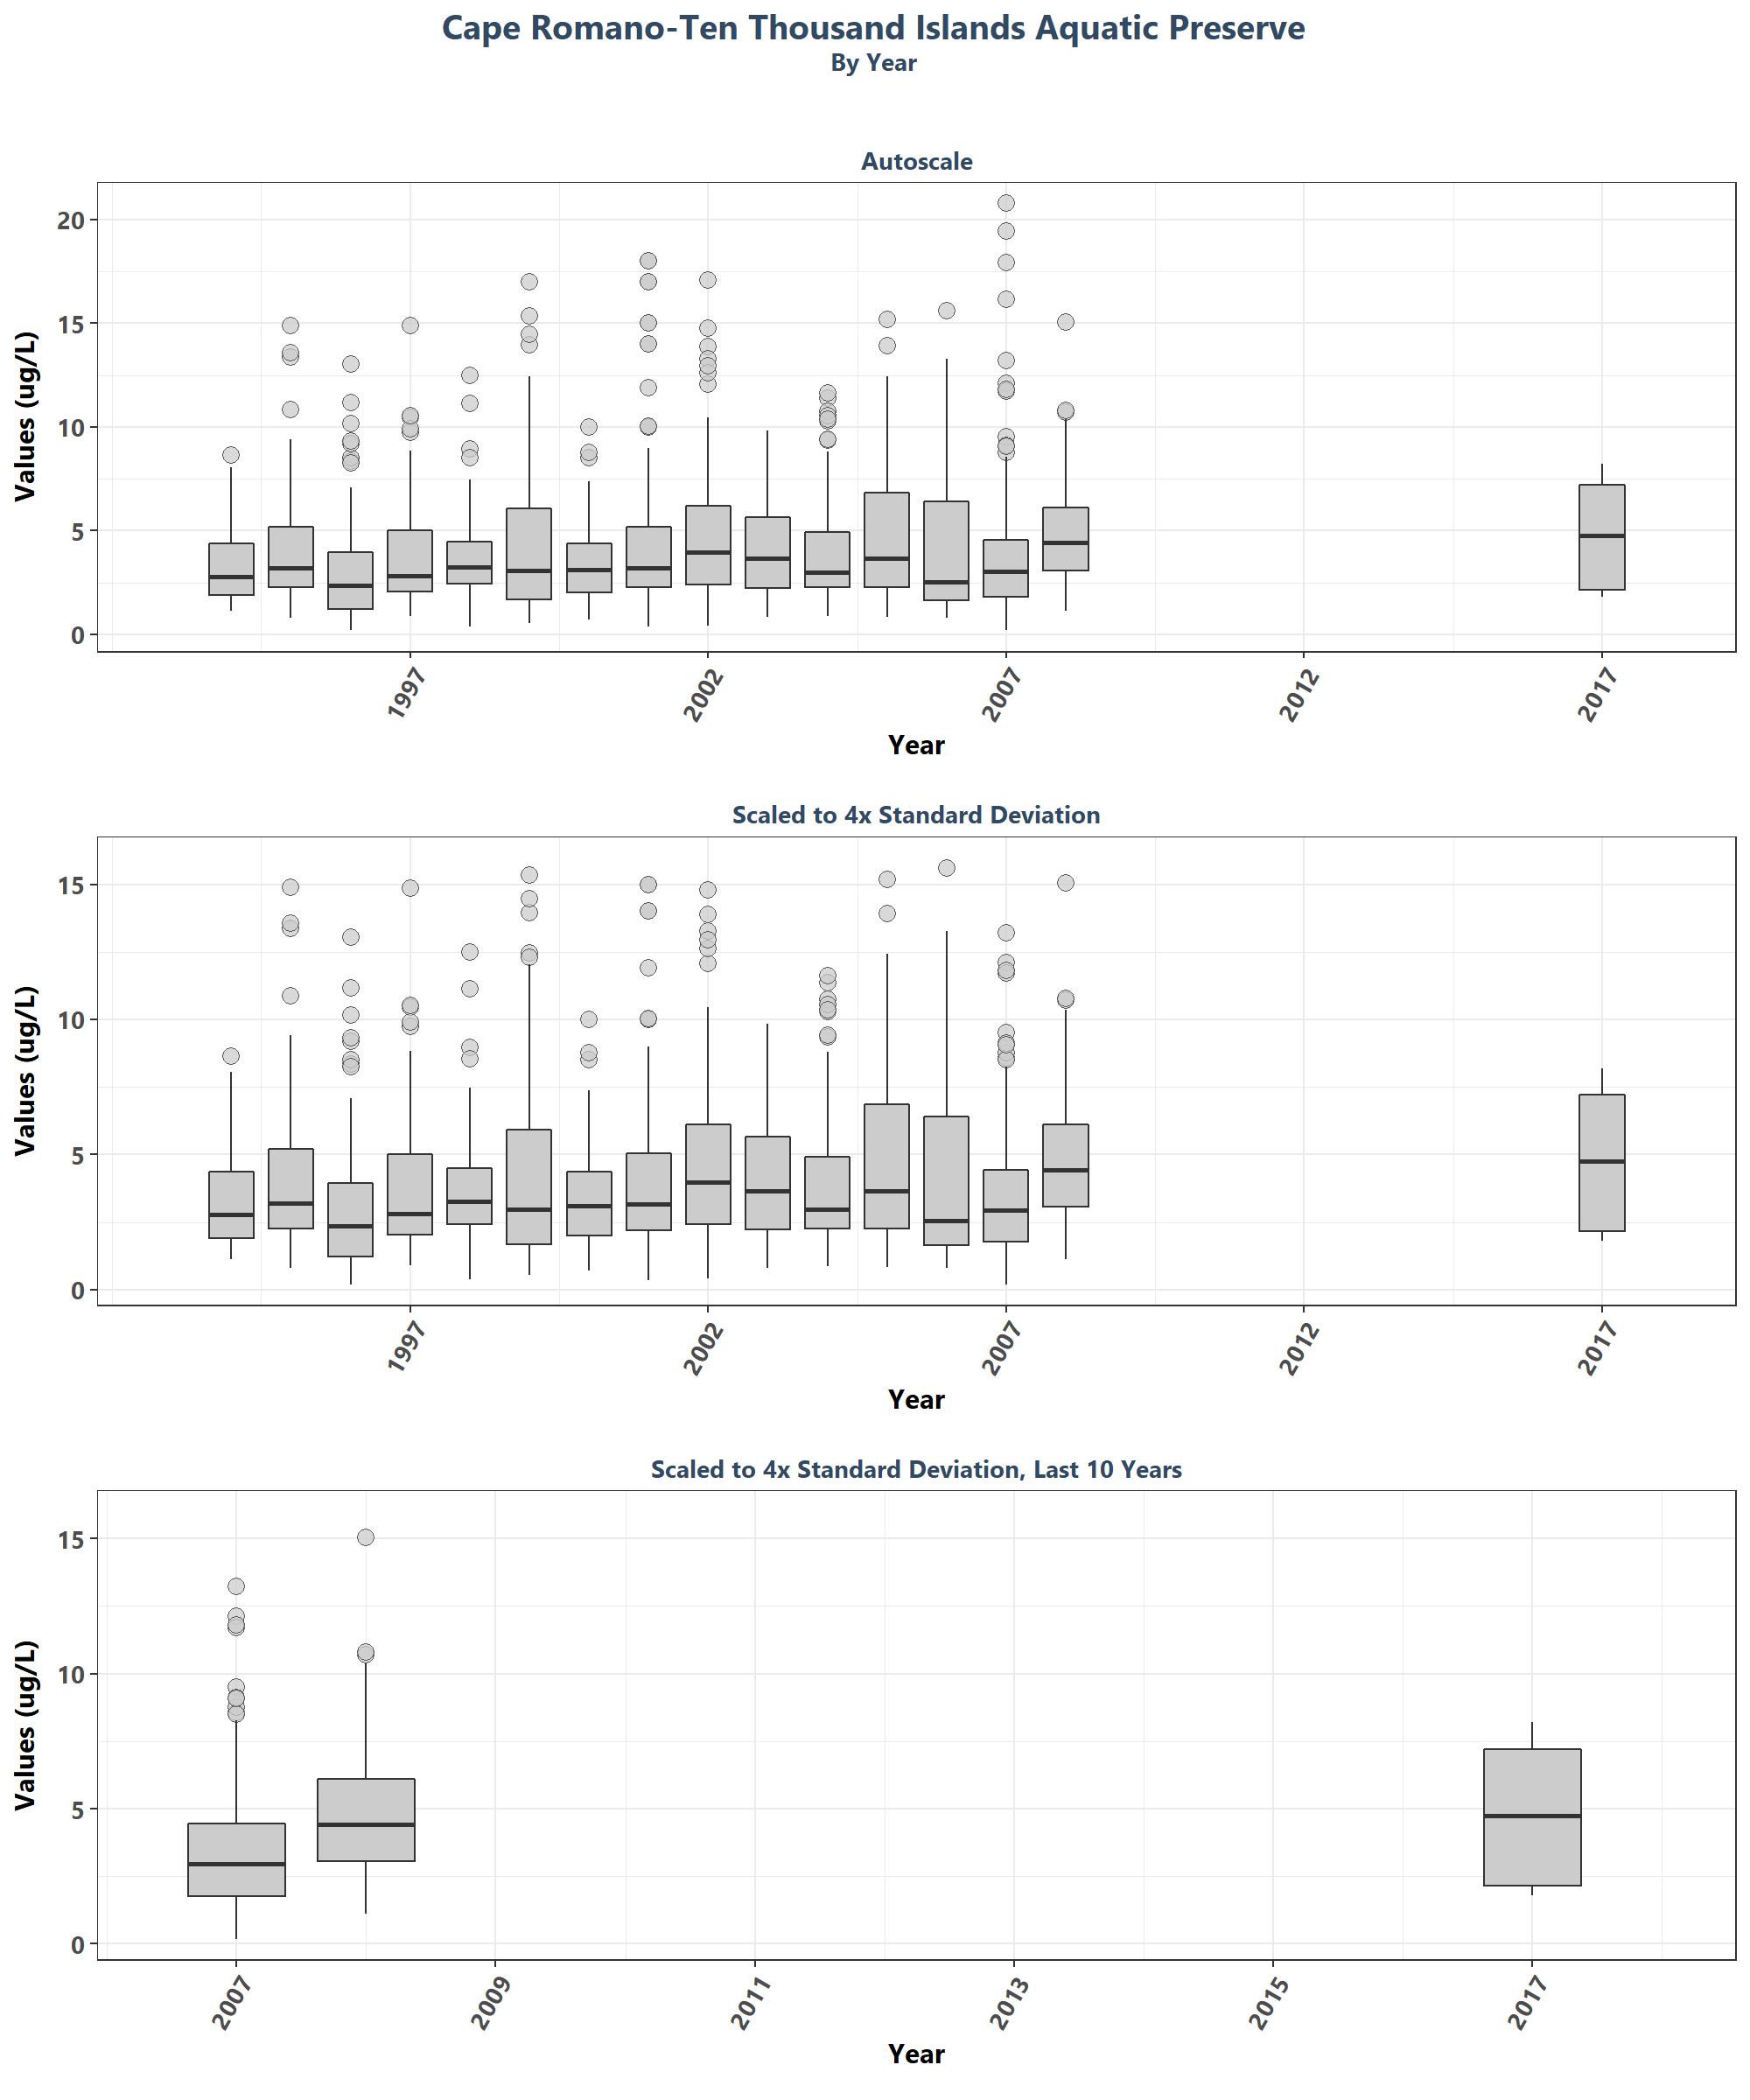 Cape Romano-Ten Thousand Islands Aquatic Preserve
By Year
Autoscale
Values (ug/L)
20
15
10
5
0
1997
2002
2007
2012
2017
Year
Scaled to 4x Standard Deviation
Values (ug/L)
15
10
5
0
1997
2002
2007
2012
2017
Year
Scaled to 4x Standard Deviation, Last 10 Years
Values (ug/L)
15
10
5
0
2007
2009
2011
2013
2015
2017
Year